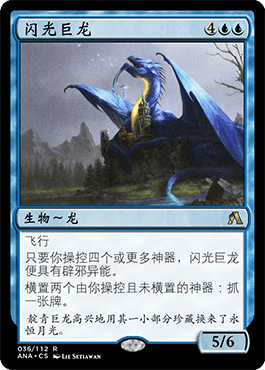 闪光巨龙 4
生物～龙
飞行
只要你操控四个或更多神器，闪光巨龙
便具有辟邪异能。
横置两个由你操控且未横置的神器：抓
一张牌。
靛青巨龙高兴地用其一小部分珍藏换来了永
恒月光。
036/112 R
ANA • CS Lie Setiawan
5/6